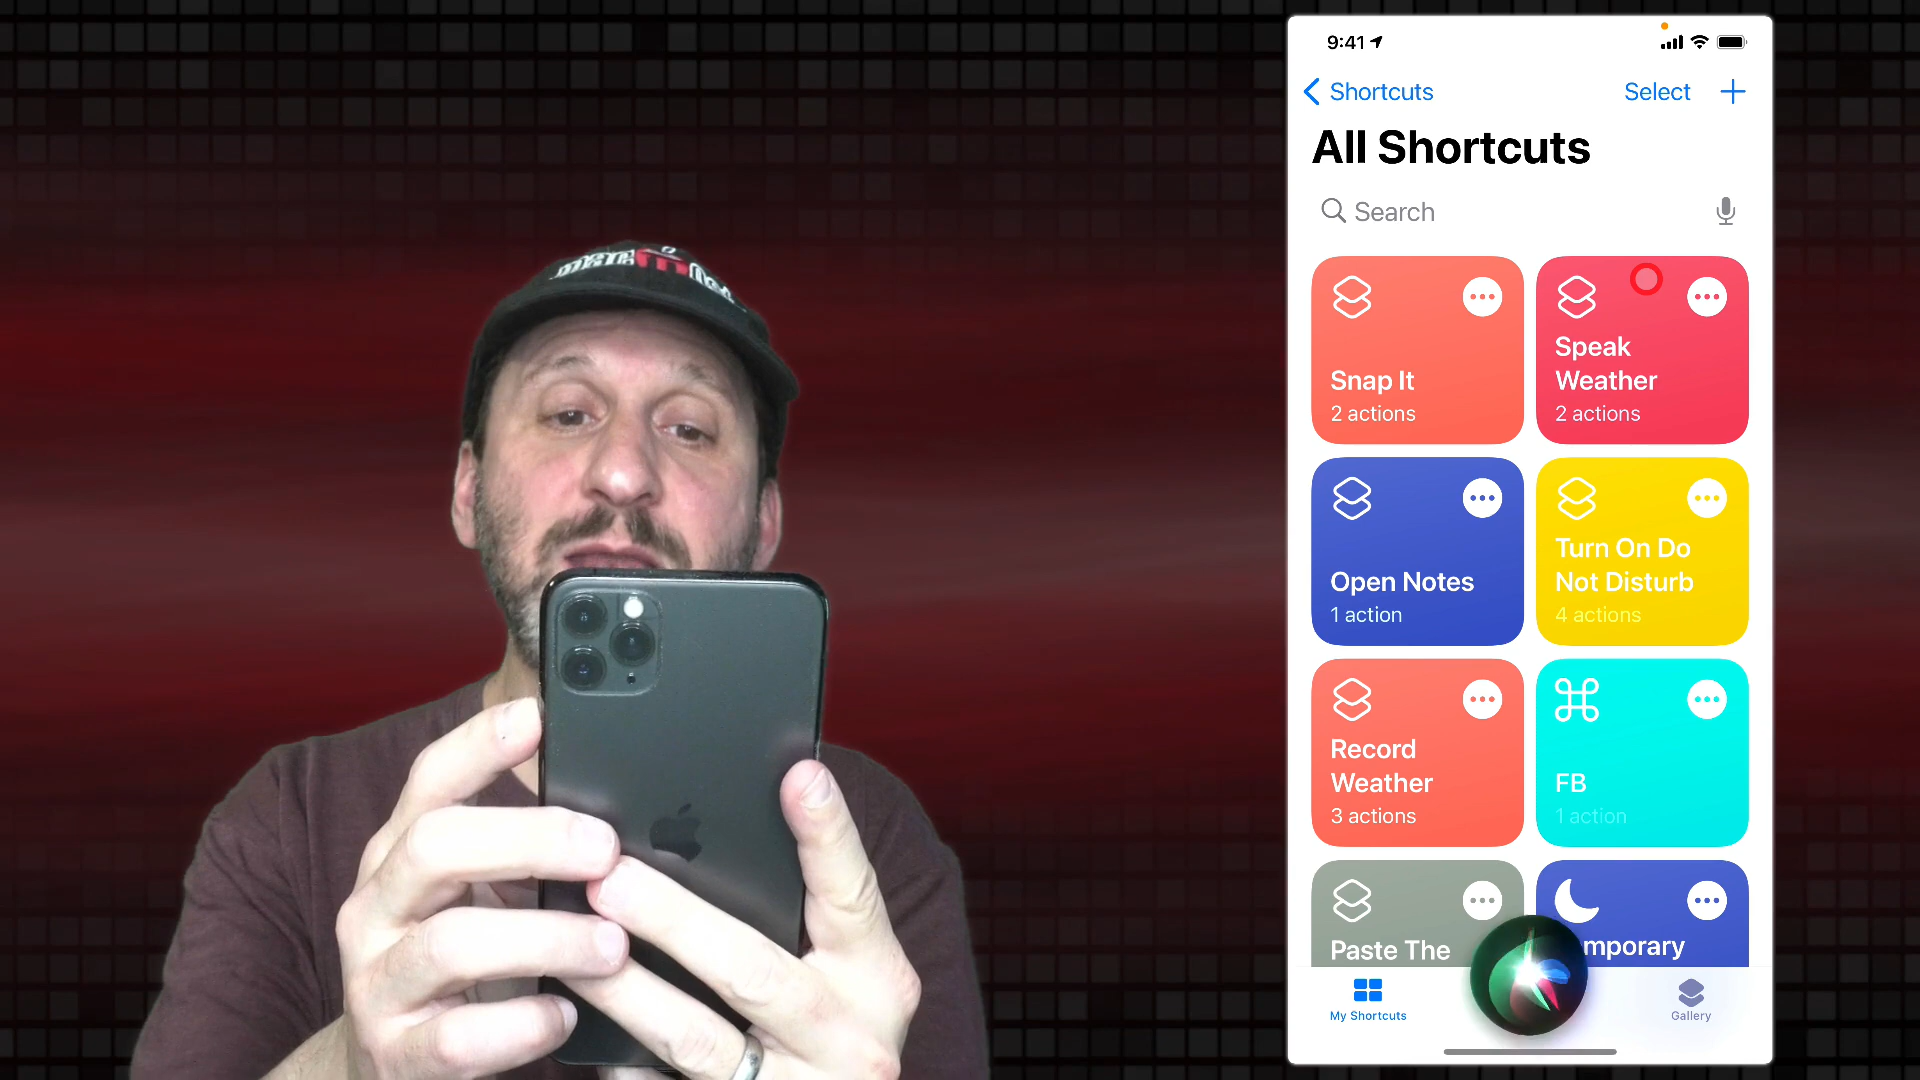 9:41
Shortcuts
Select
All Shortcuts
Search
Snap It
2 actions
Speak
Weather
2 actions
Open Notes
1 action
Turn On Do
Not Disturb
4 actions
Record
Weather
3 actions
FB
1 action
Paste The
mporary
My Shortcuts
Gallery